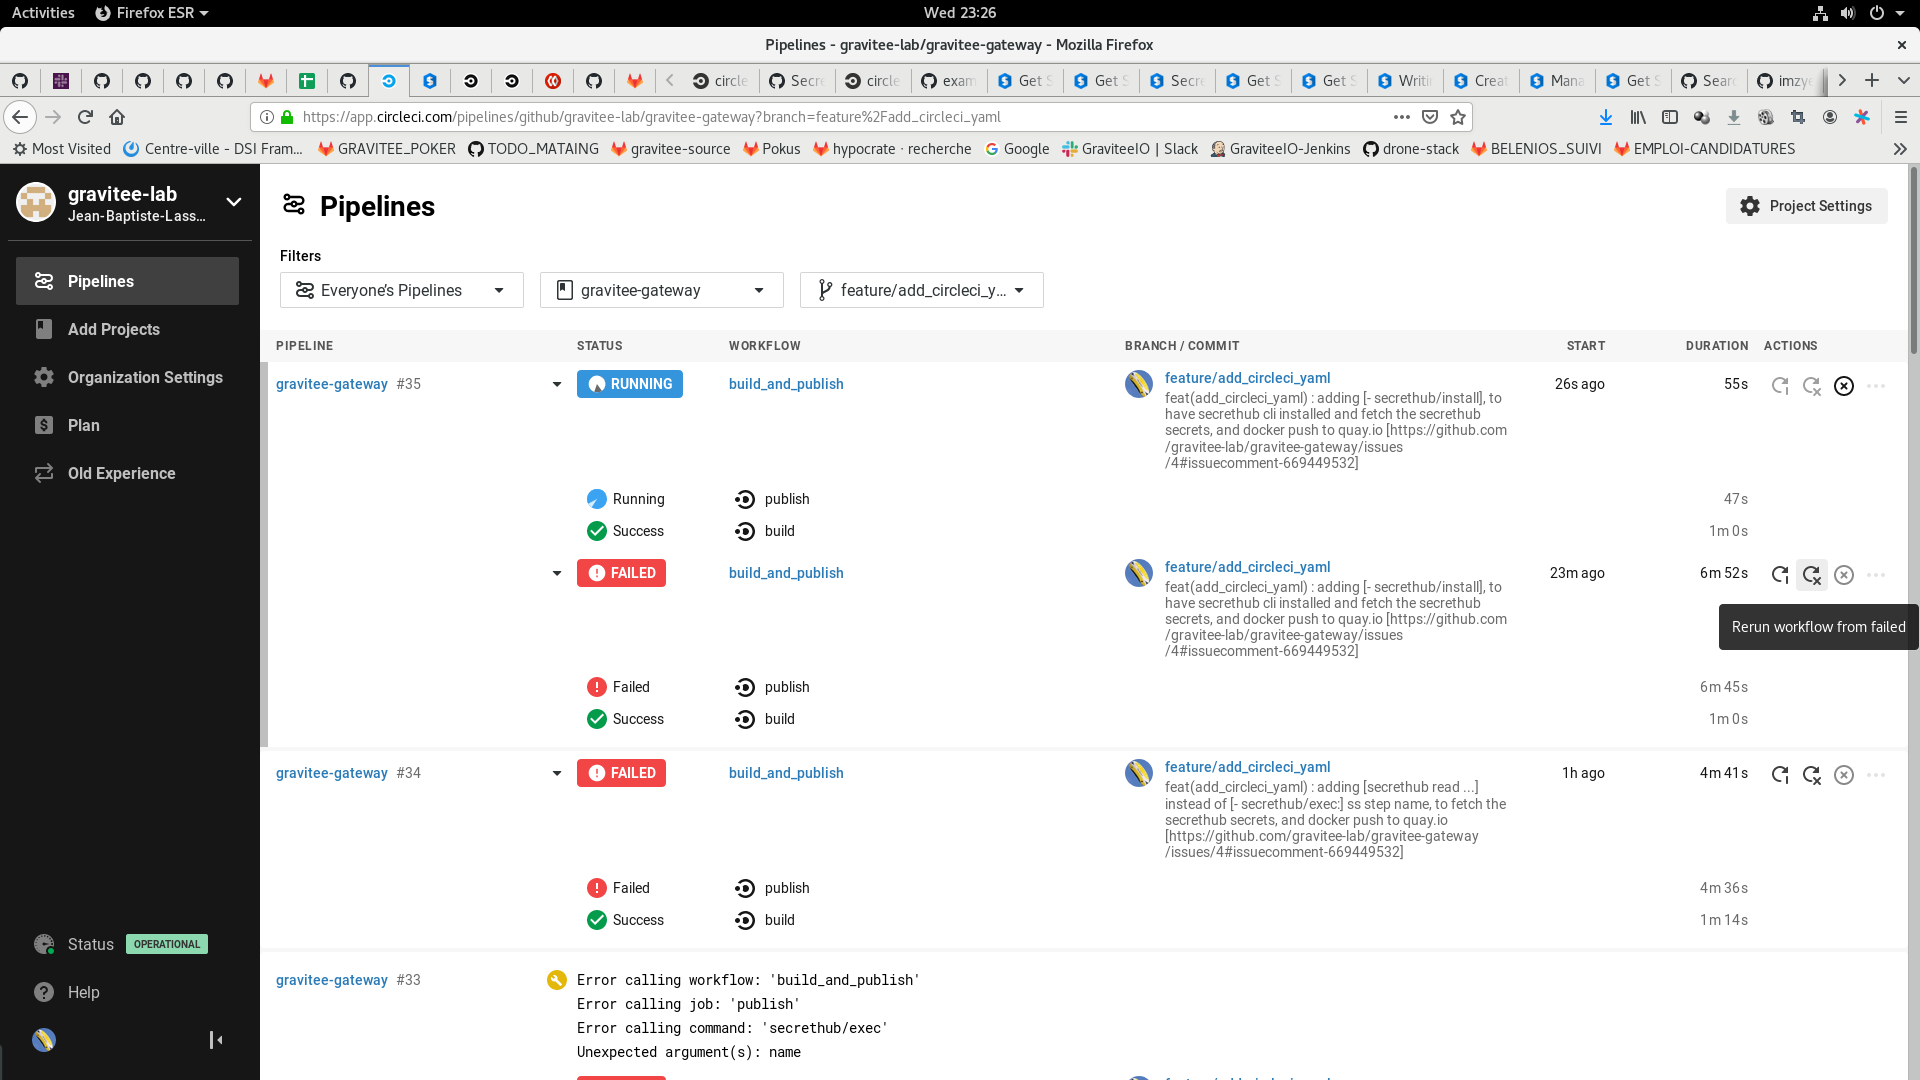 Activities
Firefox ESR
Wed 23:26
Pipelines - gravitee-lab/gravitee-gateway - Mozilla Firefox
circle
Secre
circle
exam
Get S
Get S
Secre
Get S
Get S
Writi
Creat
Mana
Get S
Searc
imzye
https://app.circleci.com/pipelines/github/gravitee-lab/gravitee-gateway?branch=feature%2Fadd_circleci_yaml
Most Visited
Centre-ville - DSI Fram...
GRAVITEE_POKER
TODO_MATAING
gravitee-source
Pokus
hypocrate · recherche
Google
GraviteeIO | Slack
GraviteeIO-Jenkins
drone-stack
BELENIOS_SUIVI
EMPLOI-CANDIDATURES
gravitee-lab
Jean-Baptiste-Lass...
Pipelines
Add Projects
Organization Settings
Plan
Old Experience
Status OPERATIONAL
Help
Pipelines
Project Settings
Filters
Everyone's Pipelines
gravitee-gateway
feature/add_circleci_y...
PIPELINE STATUS WORKFLOW BRANCH / COMMIT START DURATION ACTIONS
gravitee-gateway #35 RUNNING build_and_publish feature/add_circleci_yaml 26s ago 55s
feat(add_circleci_yaml) : adding [- secrethub/install], to
have secrethub cli installed and fetch the secrethub
secrets, and docker push to quay.io [https://github.com
/gravitee-lab/gravitee-gateway/issues
/4#issuecomment-669449532]
Running publish 47s
Success build 1m 0s
FAILED build_and_publish feature/add_circleci_yaml 23m ago 6m 52s
feat(add_circleci_yaml) : adding [- secrethub/install], to
have secrethub cli installed and fetch the secrethub
secrets, and docker push to quay.io [https://github.com
/gravitee-lab/gravitee-gateway/issues
/4#issuecomment-669449532]
Rerun workflow from failed
Failed publish 6m 45s
Success build 1m 0s
gravitee-gateway #34 FAILED build_and_publish feature/add_circleci_yaml 1h ago 4m 41s
feat(add_circleci_yaml) : adding [secrethub read ...]
instead of [- secrethub/exec:] ss step name, to fetch the
secrethub secrets, and docker push to quay.io
[https://github.com/gravitee-lab/gravitee-gateway
/issues/4#issuecomment-669449532]
Failed publish 4m 36s
Success build 1m 14s
gravitee-gateway #33 Error calling workflow: 'build_and_publish'
Error calling job: 'publish'
Error calling command: 'secrethub/exec'
Unexpected argument(s): name